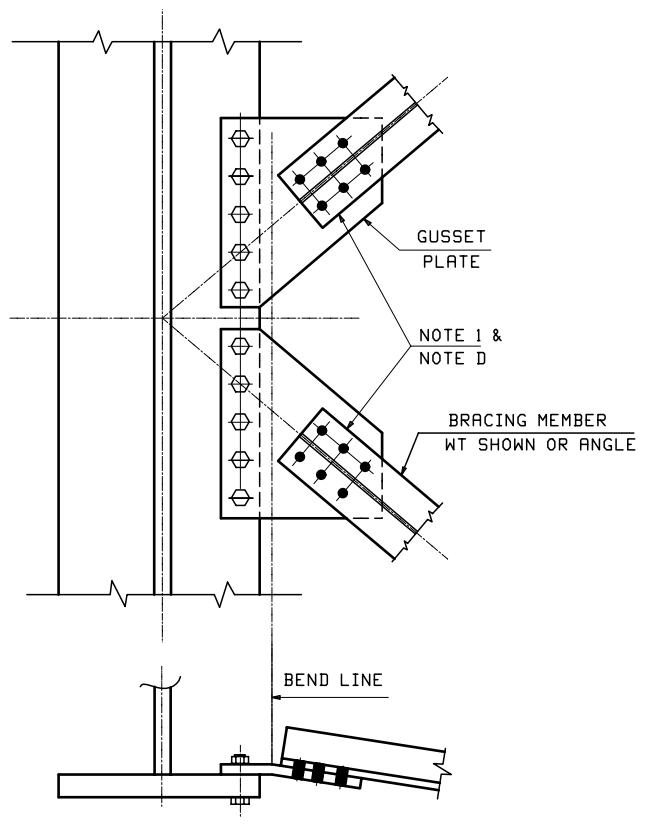 GUSSET
PLATE
NOTE 1 &
NOTE D
BRACING MEMBER
WT SHOWN OR ANGLE
BEND LINE